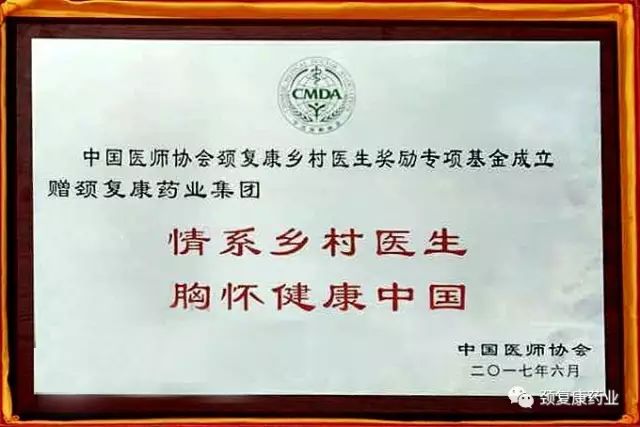 CMDA
中国医师协会颈复康乡村医生奖励专项基金成立
赠颈复康药业集团
情系乡村医生
胸怀健康中国
中国医师协会
二〇一七年六月
颈复康药业